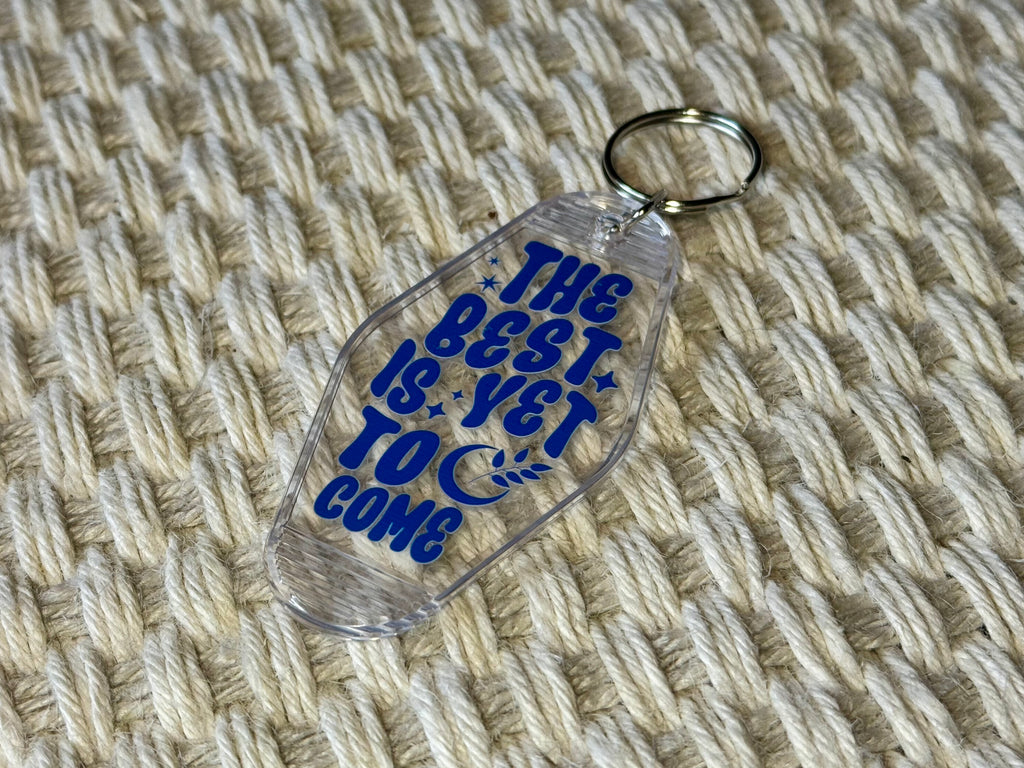 THE
BEST
IS YET
TO
COME